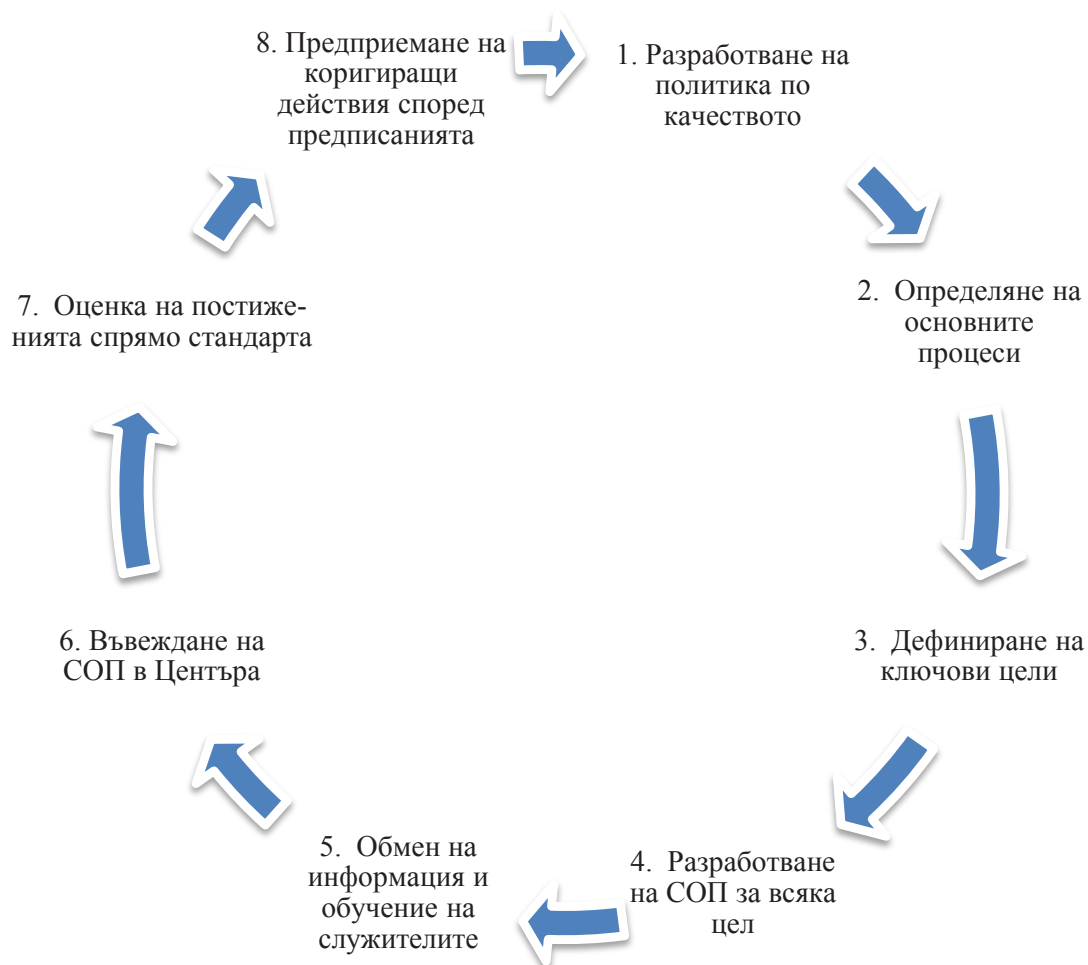 1. Разработване на
политика по
качеството
2. Определяне на
основните
процеси
3. Дефиниране на
ключови цели
4. Разработване
на СОП за всяка
цел
5. Обмен на
информация и
обучение на
служителите
6. Въвеждане на
СОП в Центъра
7. Оценка на постиже-
нията спрямо стандарта
8. Предприемане на
коригиращи
действия според
предписанията